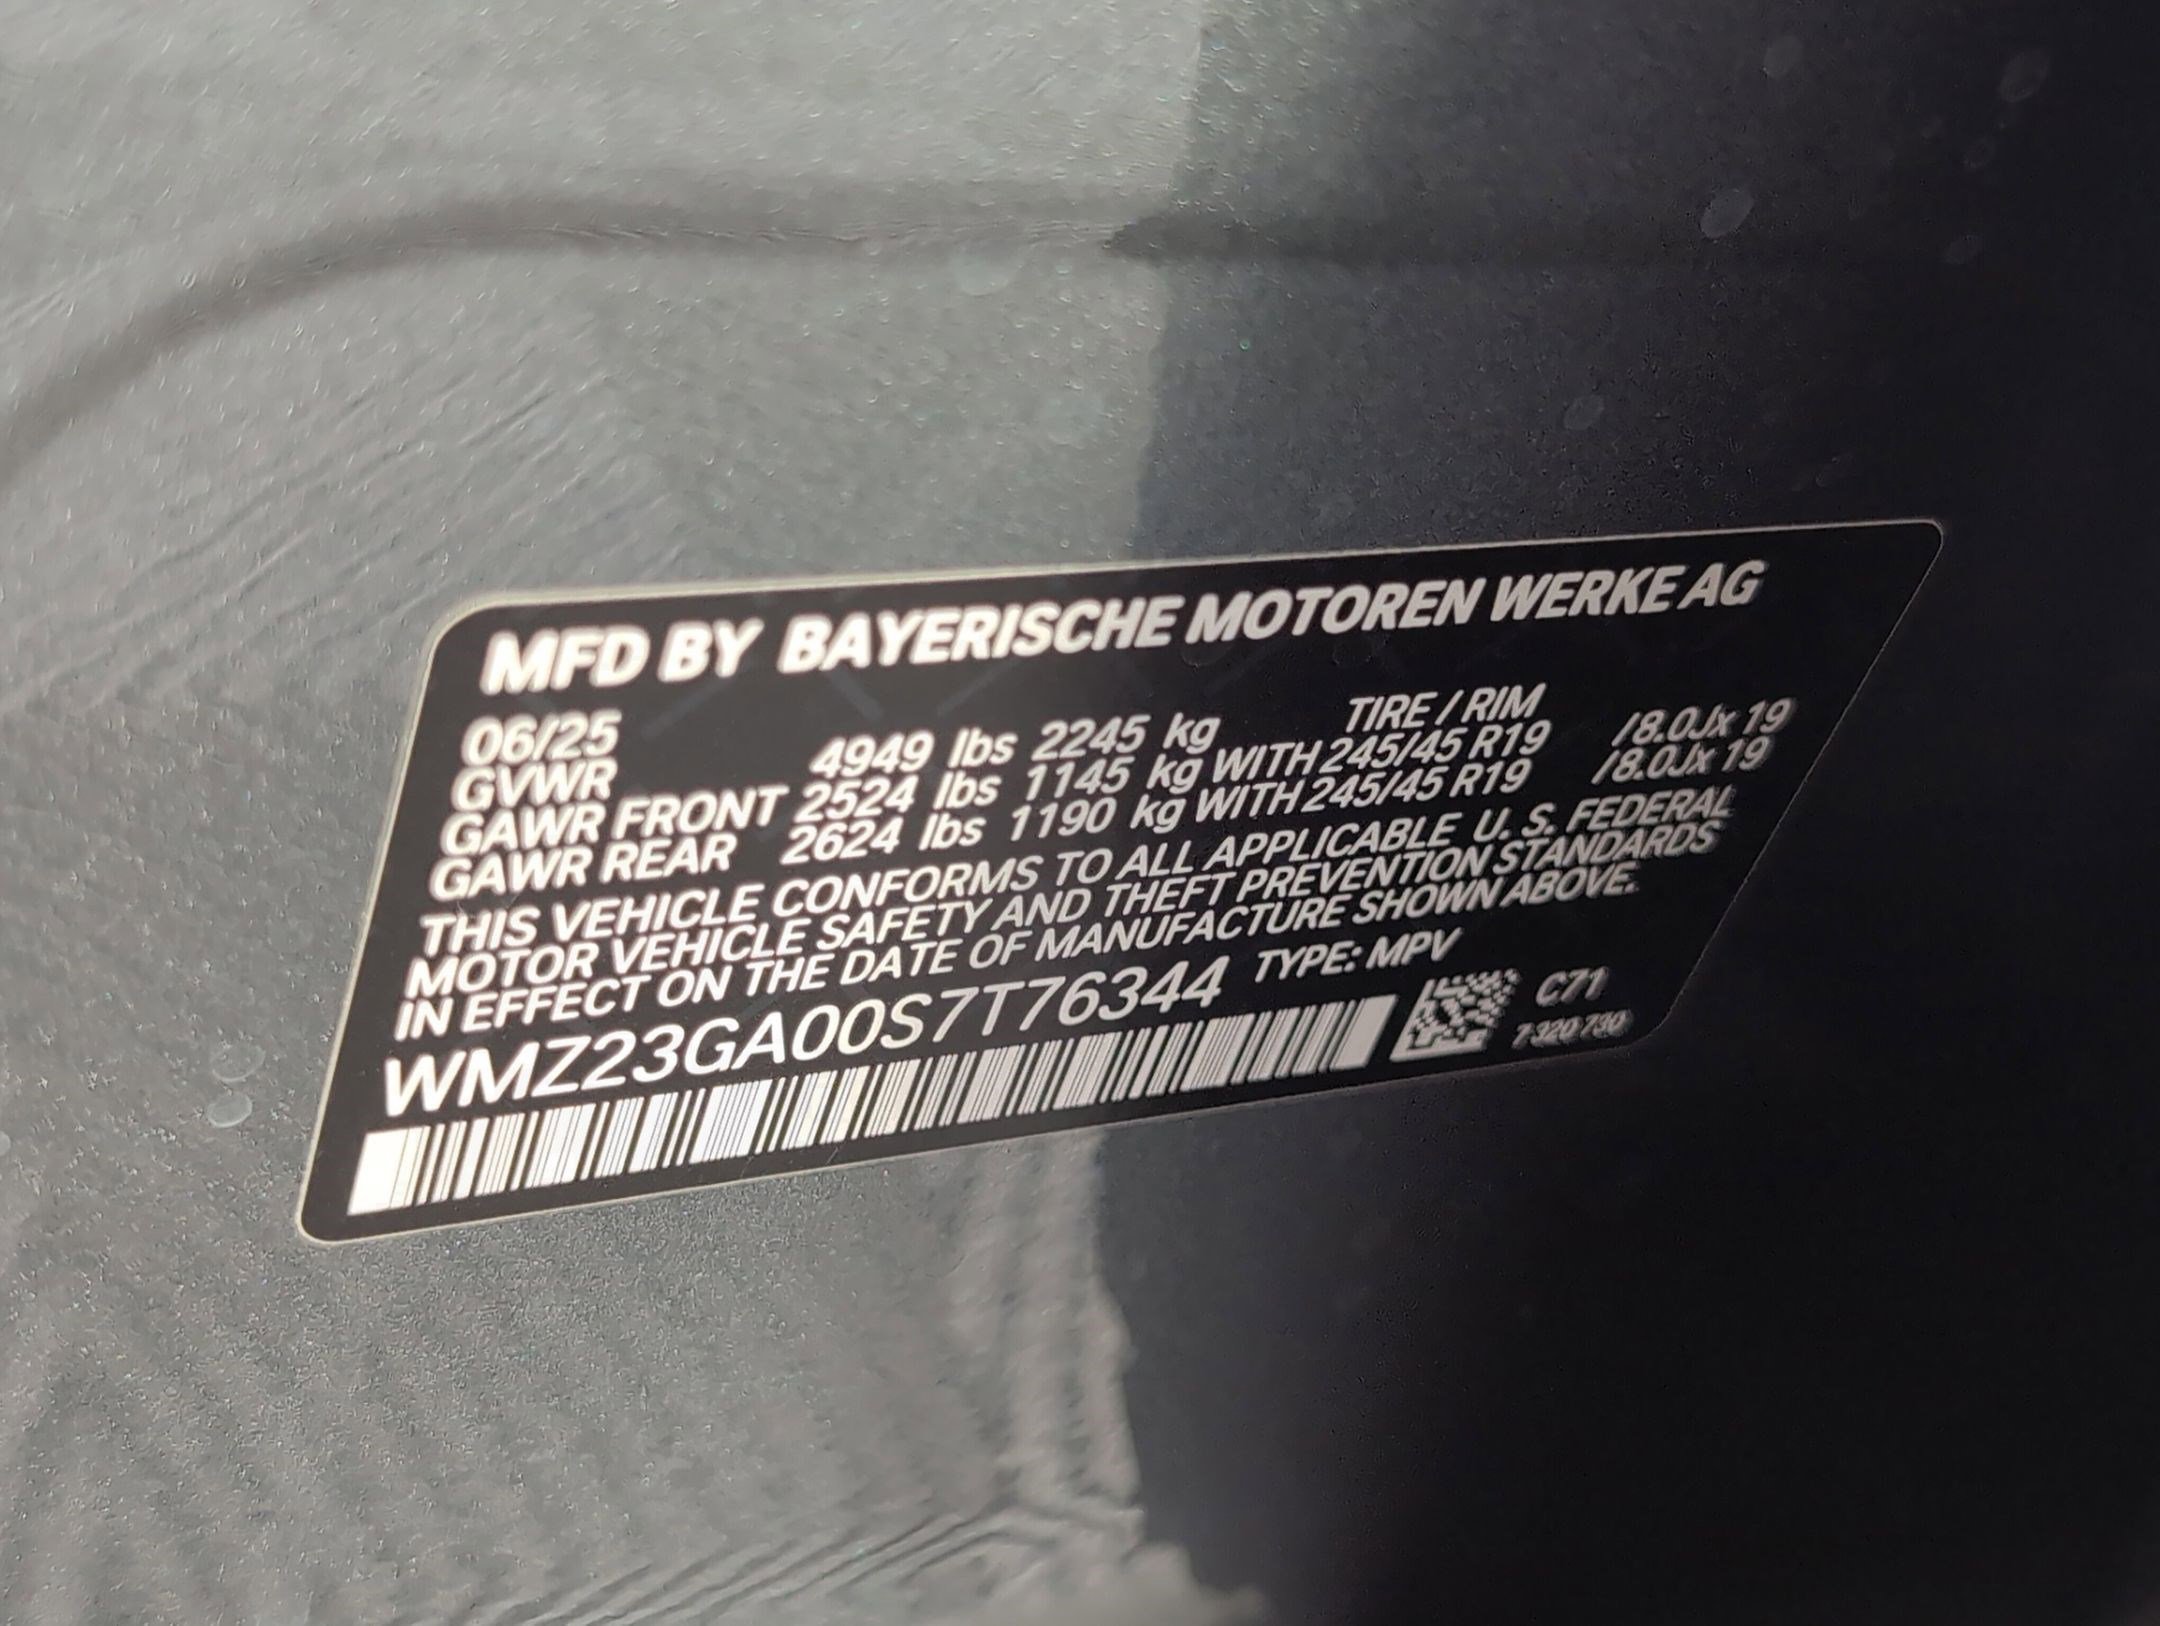 MFD BY BAYERISCHE MOTOREN WERKE AG
06/25 TIRE / RIM
GVWR 4949 lbs 2245 kg
GAWR FRONT 2524 lbs 1145 kg WITH 245/45 R19 /8.0Jx 19
GAWR REAR 2624 lbs 1190 kg WITH 245/45 R19 /8.0Jx 19
THIS VEHICLE CONFORMS TO ALL APPLICABLE U. S. FEDERAL
MOTOR VEHICLE SAFETY AND THEFT PREVENTION STANDARDS
IN EFFECT ON THE DATE OF MANUFACTURE SHOWN ABOVE.
WMZ23GA00S7T76344 TYPE: MPV
C71
7 320 730